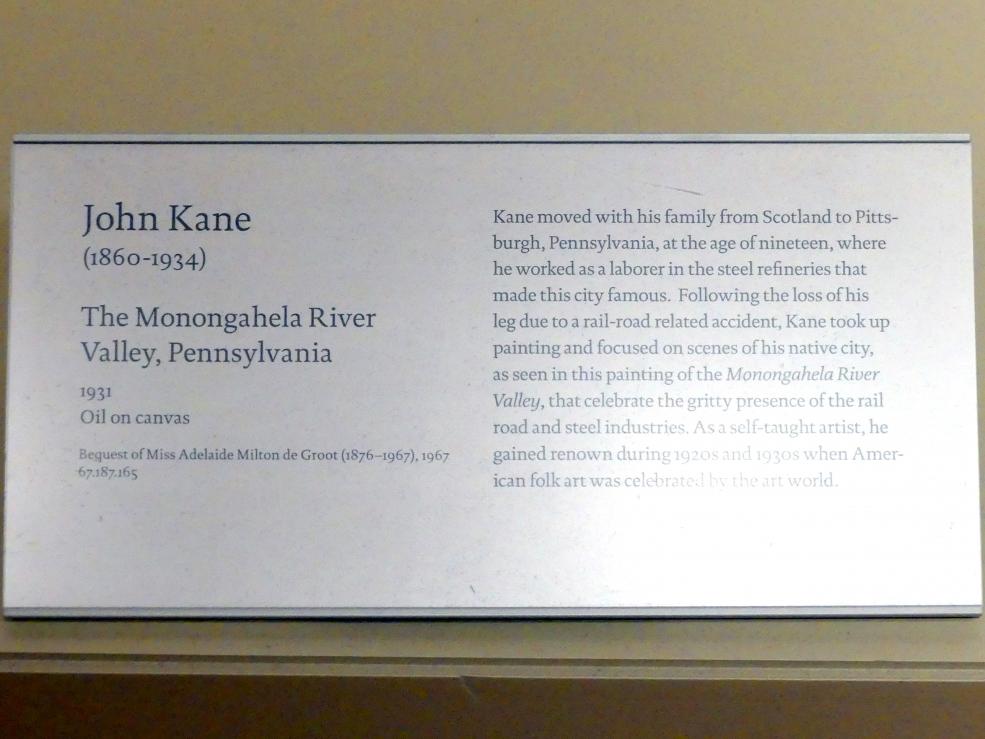 John Kane
(1860-1934)
The Monongahela River
Valley, Pennsylvania
1931
Oil on canvas
Bequest of Miss Adelaide Milton de Groot (1876–1967), 1967
67.187.165
Kane moved with his family from Scotland to Pitts-
burgh, Pennsylvania, at the age of nineteen, where
he worked as a laborer in the steel refineries that
made this city famous. Following the loss of his
leg due to a rail-road related accident, Kane took up
painting and focused on scenes of his native city,
as seen in this painting of the Monongahela River
Valley, that celebrate the gritty presence of the rail
road and steel industries. As a self-taught artist, he
gained renown during 1920s and 1930s when Amer-
ican folk art was celebrated by the art world.